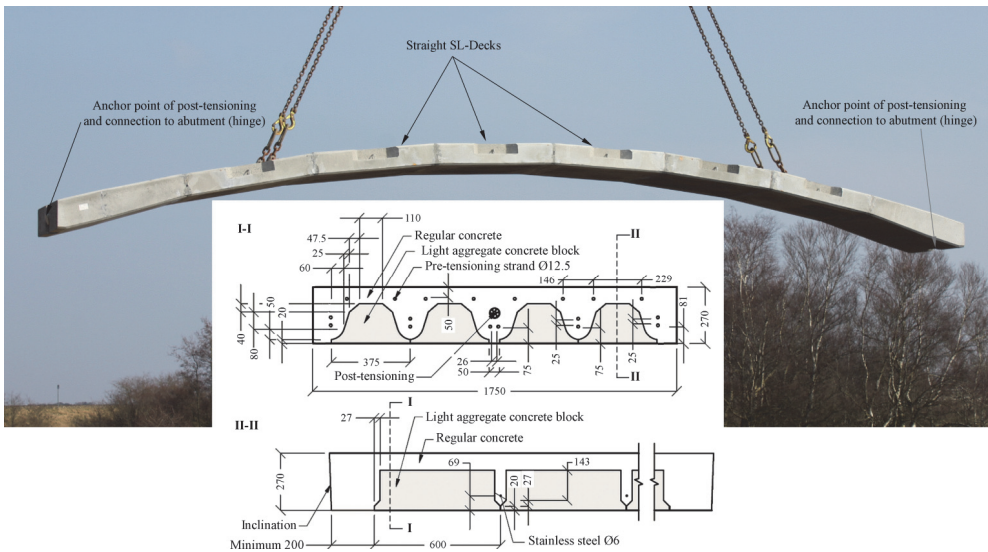 Straight SL-Decks
Anchor point of post-tensioning
and connection to abutment (hinge)
Anchor point of post-tensioning
and connection to abutment (hinge)
I-I
110
47.5
Regular concrete
25
Light aggregate concrete block
II
60
Pre-tensioning strand Ø12.5
146
229
50
20
40
80
50
81
270
375
26
50
75
25
75
25
Post-tensioning
II
1750
II-II
I
27
Light aggregate concrete block
Regular concrete
69
143
270
20
27
Inclination
I
Stainless steel Ø6
Minimum 200
600